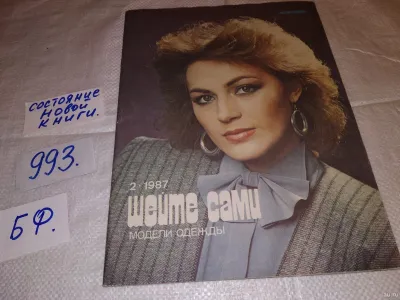 состояние
новой
книги.
993.
БФ.
2·1987
шейте сами
МОДЕЛИ ОДЕЖДЫ